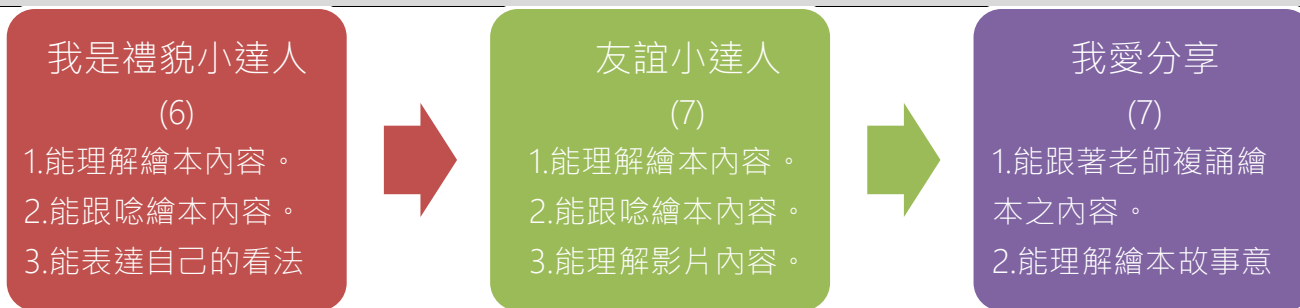 我是禮貌小達人
(6)
1.能理解繪本內容。
2.能跟唸繪本內容。
3.能表達自己的看法
友誼小達人
(7)
1.能理解繪本內容。
2.能跟唸繪本內容。
3.能理解影片內容。
我愛分享
(7)
1.能跟著老師複誦繪
本之內容。
2.能理解繪本故事意